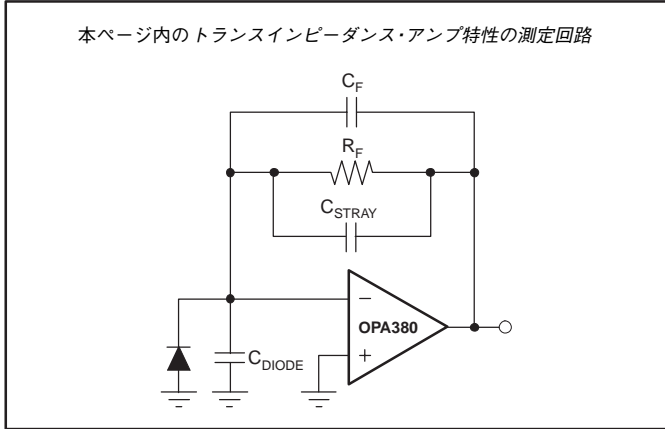 本ページ内のトランスインピーダンス・アンプ特性の測定回路
CF
RF
CSTRAY
−
OPA380
+
CDIODE